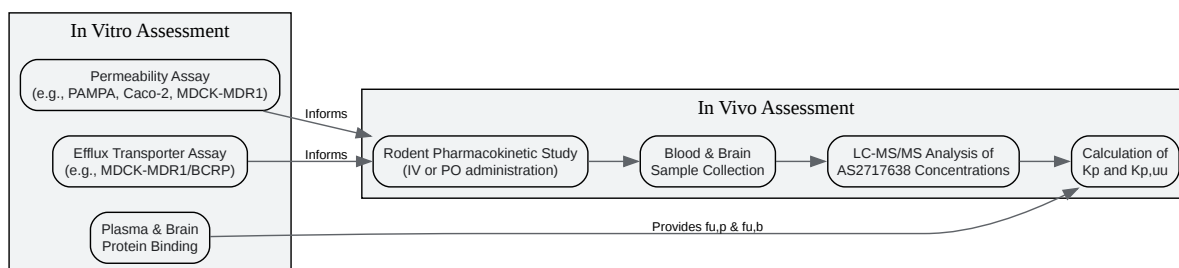 In Vitro Assessment
Permeability Assay
(e.g., PAMPA, Caco-2, MDCK-MDR1)
Informs
Efflux Transporter Assay
(e.g., MDCK-MDR1/BCRP)
Informs
Plasma & Brain
Protein Binding
Provides fu,p & fu,b
In Vivo Assessment
Rodent Pharmacokinetic Study
(IV or PO administration)
Blood & Brain
Sample Collection
LC-MS/MS Analysis of
AS2717638 Concentrations
Calculation of
Kp and Kp,uu